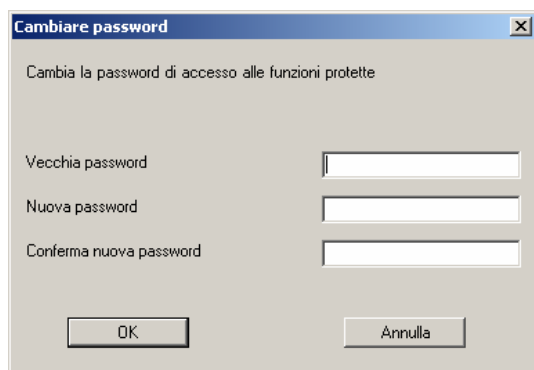 Cambiare password
Cambia la password di accesso alle funzioni protette
Vecchia password
Nuova password
Conferma nuova password
OK Annulla